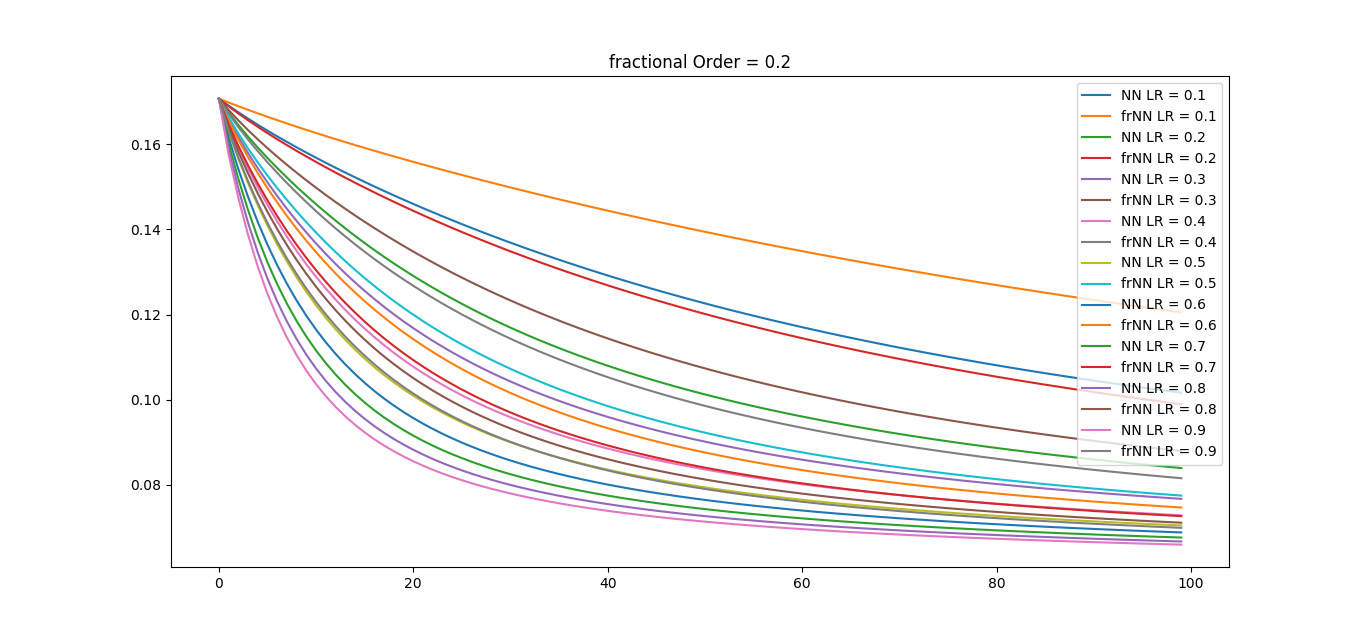 fractional Order = 0.2
0.16
0.14
0.12
0.10
0.08
0
20
40
60
80
100
NN LR = 0.1
frNN LR = 0.1
NN LR = 0.2
frNN LR = 0.2
NN LR = 0.3
frNN LR = 0.3
NN LR = 0.4
frNN LR = 0.4
NN LR = 0.5
frNN LR = 0.5
NN LR = 0.6
frNN LR = 0.6
NN LR = 0.7
frNN LR = 0.7
NN LR = 0.8
frNN LR = 0.8
NN LR = 0.9
frNN LR = 0.9